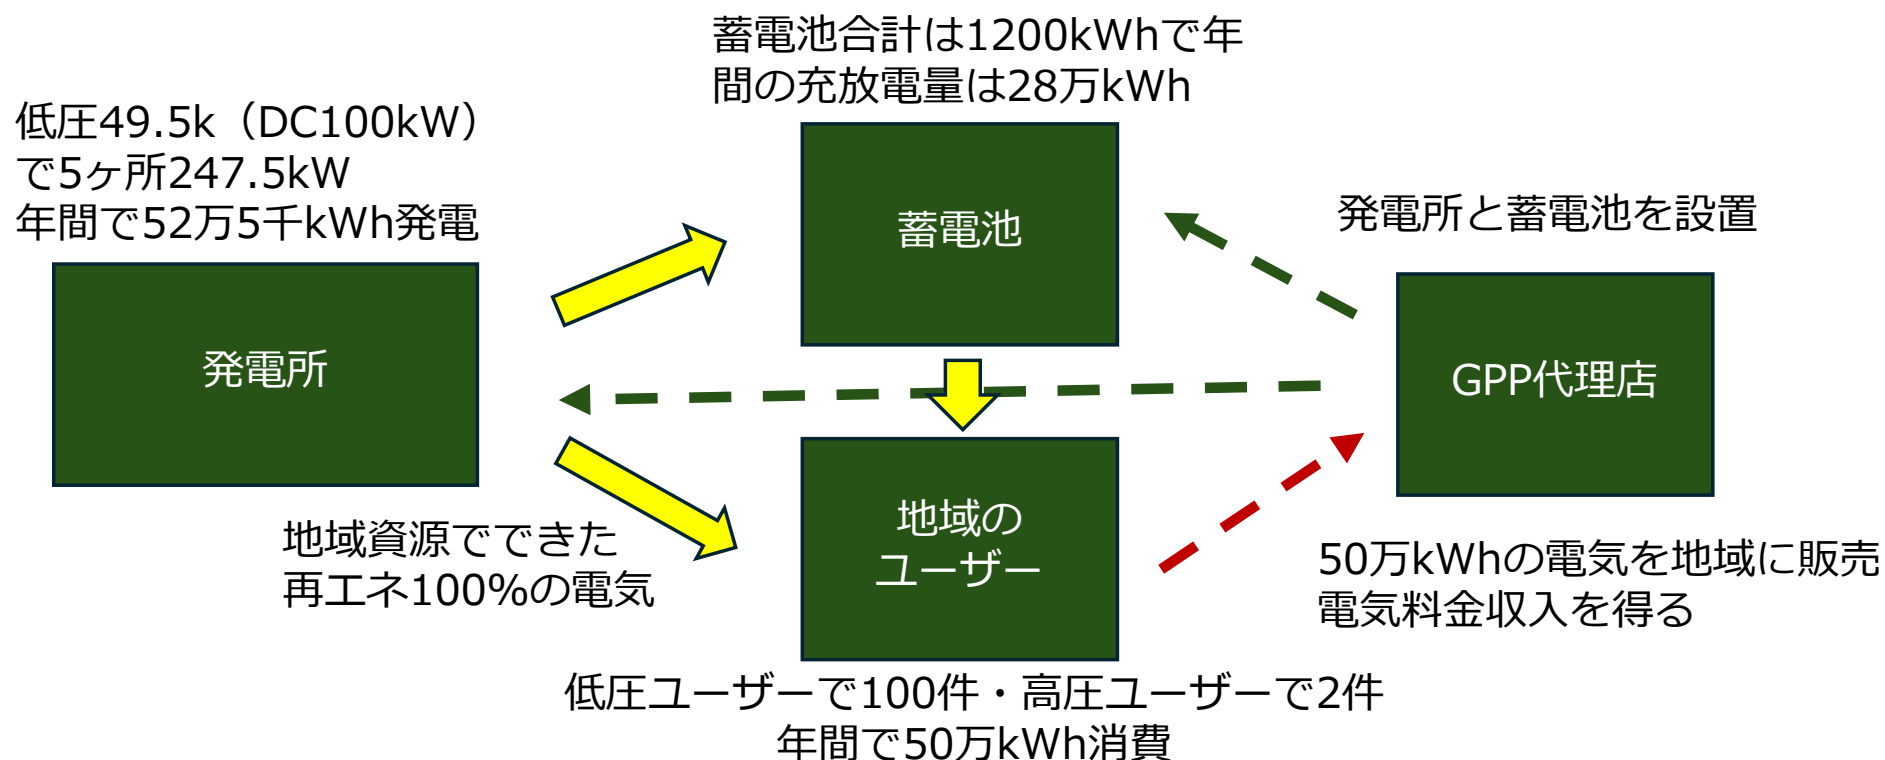 蓄電池合計は1200kWhで年
間の充放電量は28万kWh
低圧49.5k（DC100kW）
で5ヶ所247.5kW
年間で52万5千kWh発電
蓄電池
発電所と蓄電池を設置
発電所
GPP代理店
地域の
ユーザー
地域資源でできた
再エネ100%の電気
50万kWhの電気を地域に販売
電気料金収入を得る
低圧ユーザーで100件・高圧ユーザーで2件
年間で50万kWh消費